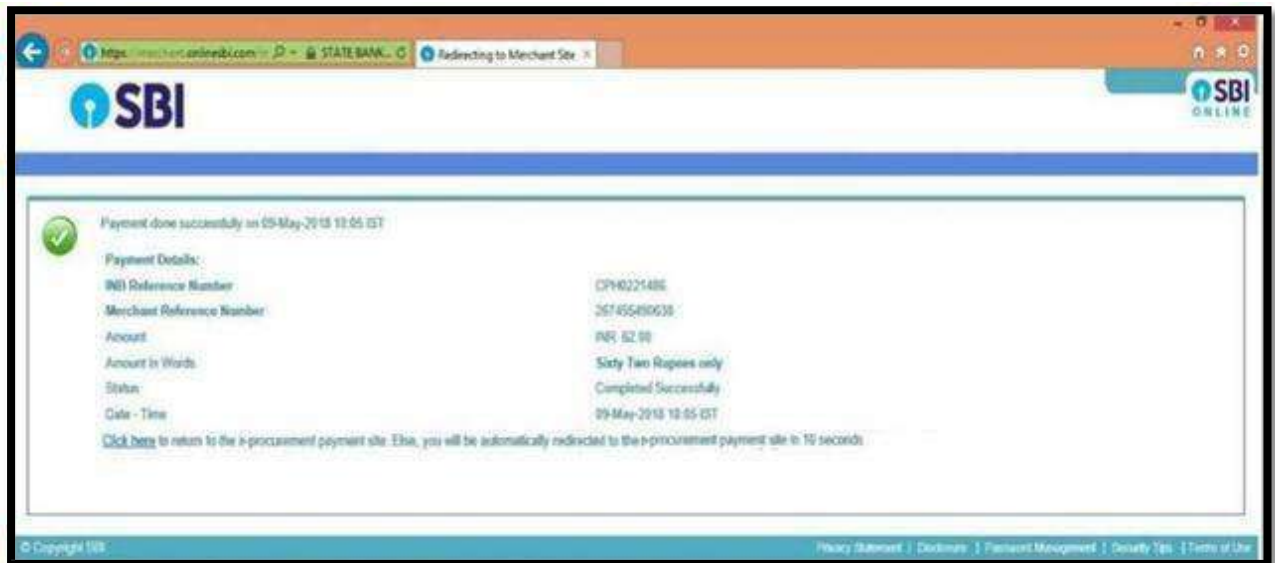 onlinesbi.com
STATE BANK...
Redirecting to Merchant Site
SBI
SBI
ONLINE
Payment done successfully on 09-May-2018 10:05 IST
Payment Details:
INB Reference Number CPH0221486
Merchant Reference Number
Amount INR 62.00
Amount in Words Sixty Two Rupees only
Status Completed Successfully
Date - Time 09-May-2018 10:05 IST
Click here to return to the e-procurement payment site. Else, you will be automatically redirected to the e-procurement payment site in 10 seconds
© Copyright SBI
Privacy Statement | Disclosure | Password Management | Security Tips | Terms of Use